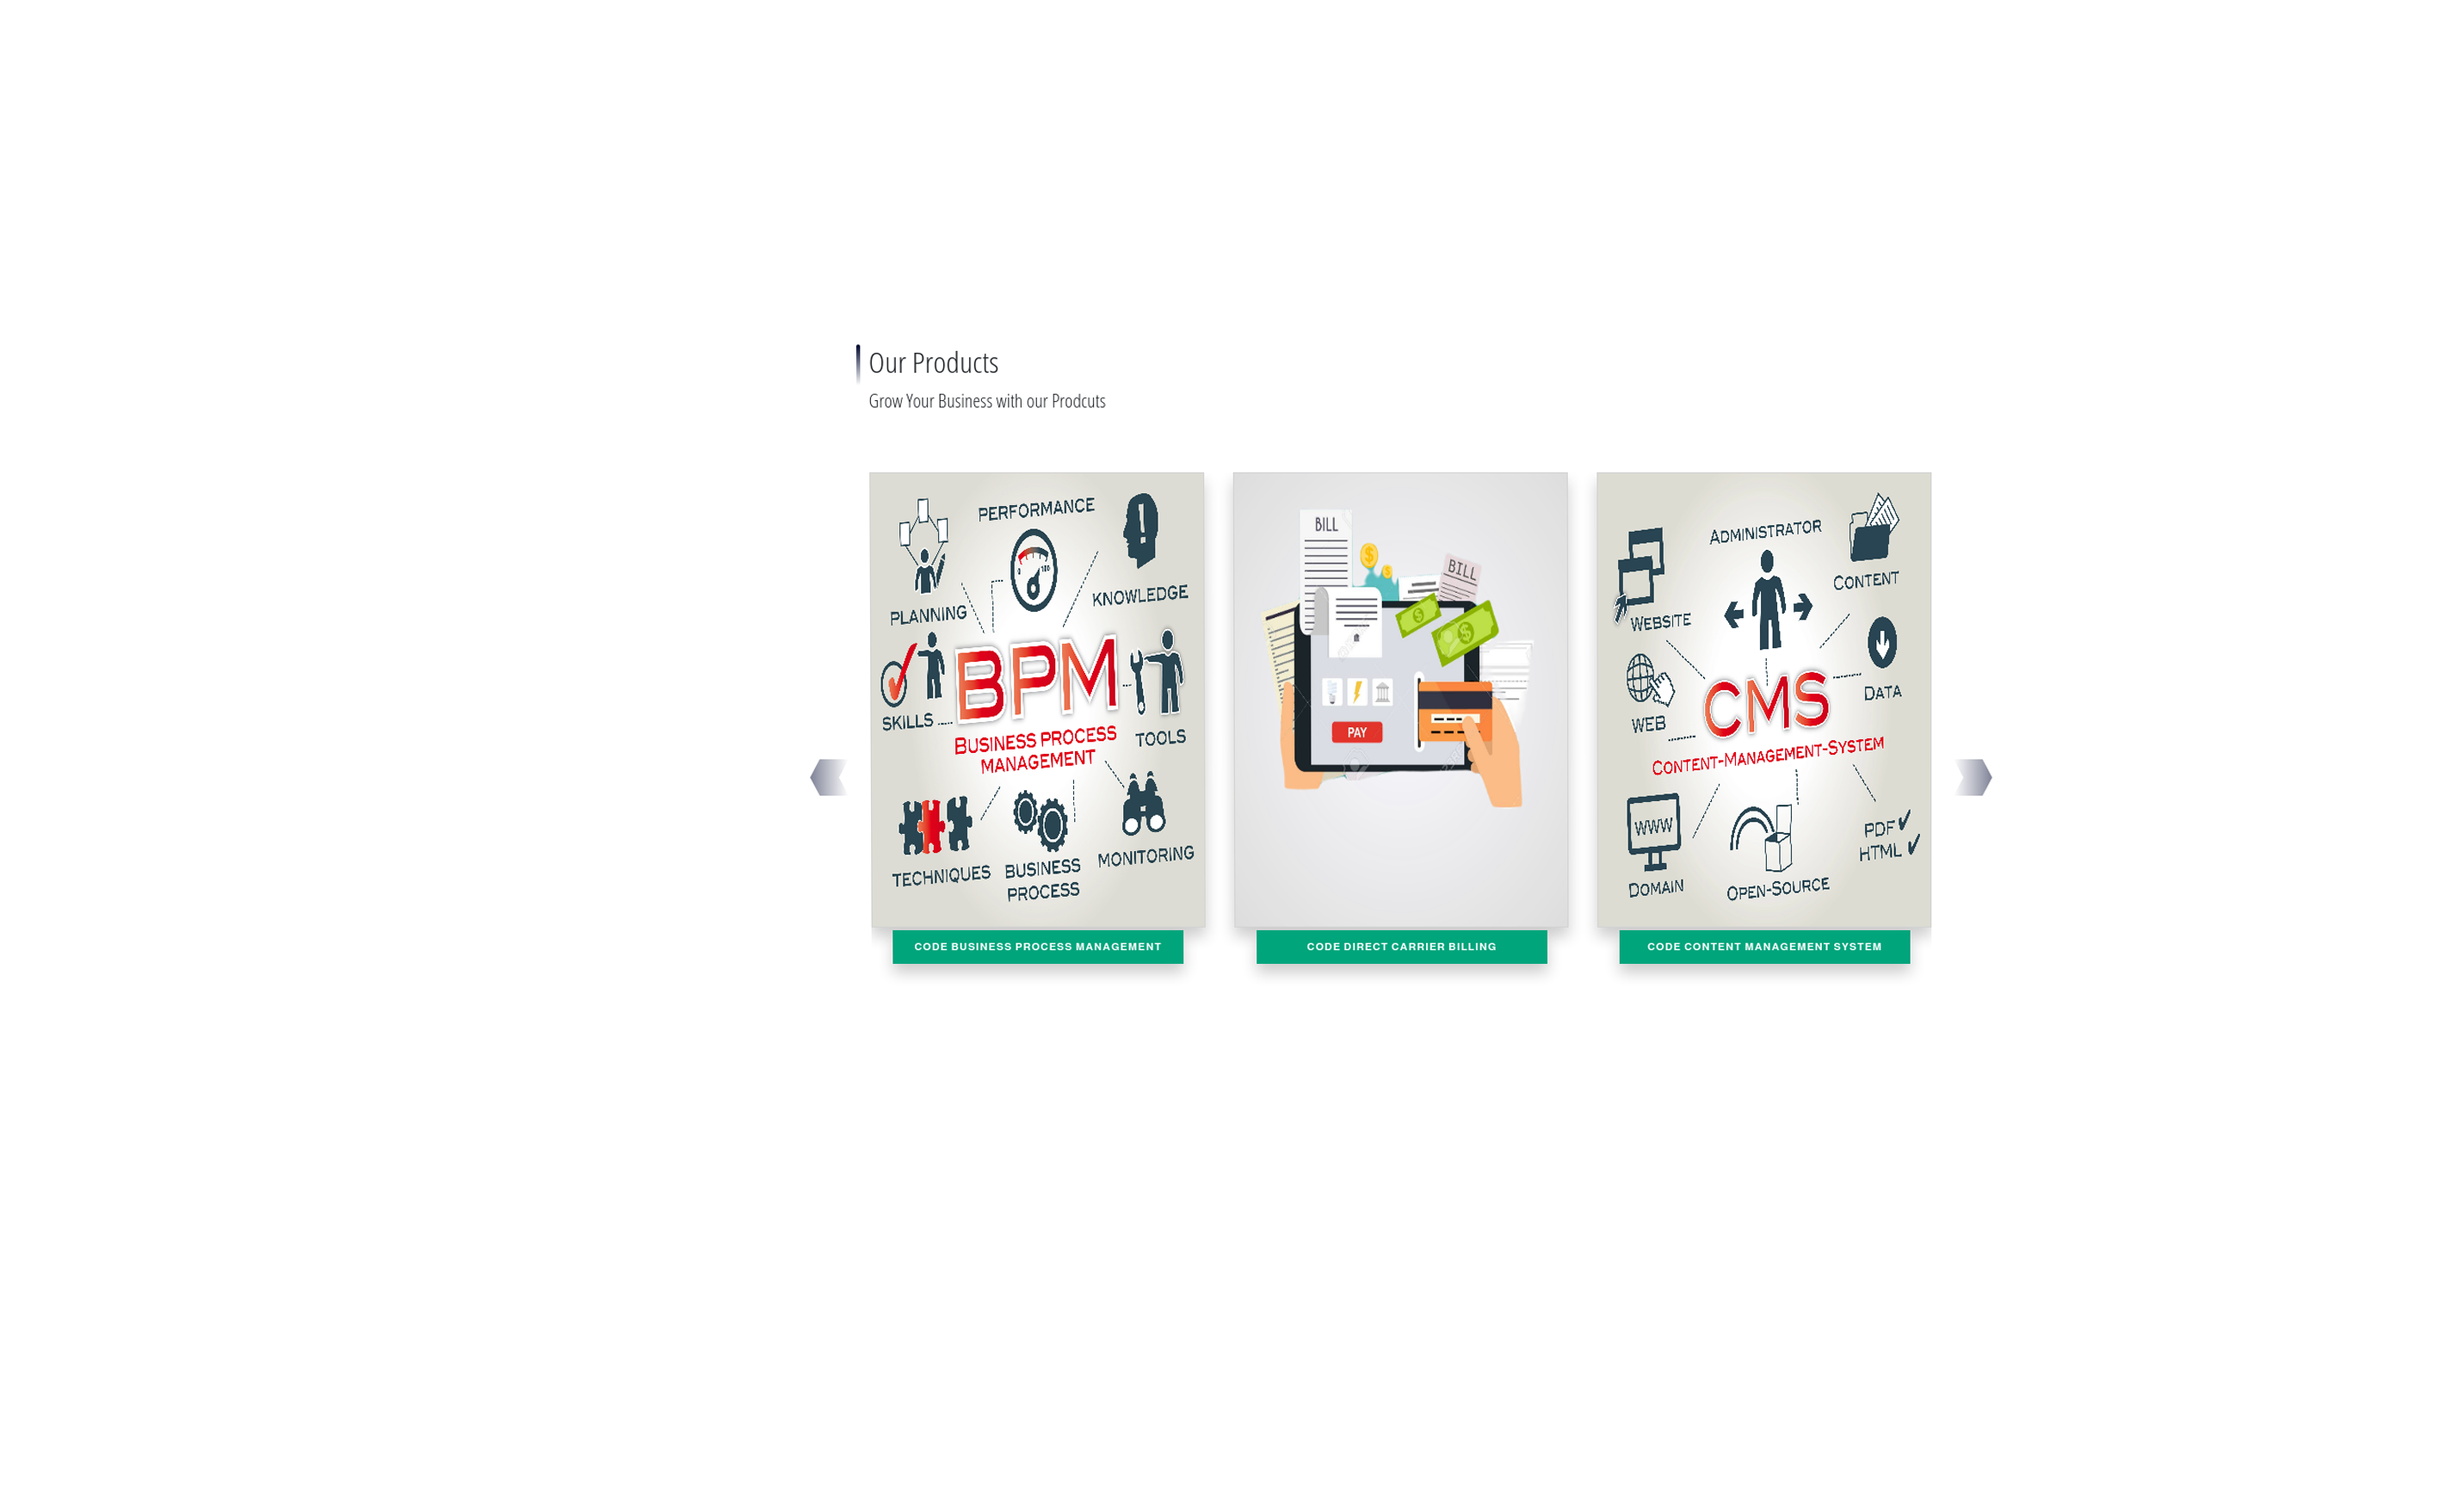 Our Products
Grow Your Business with our Prodcuts
PERFORMANCE
0 100
PLANNING
KNOWLEDGE
SKILLS
BPM
BUSINESS PROCESS
MANAGEMENT
TOOLS
TECHNIQUES
BUSINESS
PROCESS
MONITORING
CODE BUSINESS PROCESS MANAGEMENT
BILL
$
$
BILL
$
$
PAY
CODE DIRECT CARRIER BILLING
ADMINISTRATOR
CONTENT
WEBSITE
DATA
WEB
CMS
CONTENT-MANAGEMENT-SYSTEM
WWW
DOMAIN
OPEN-SOURCE
PDF
HTML
CODE CONTENT MANAGEMENT SYSTEM